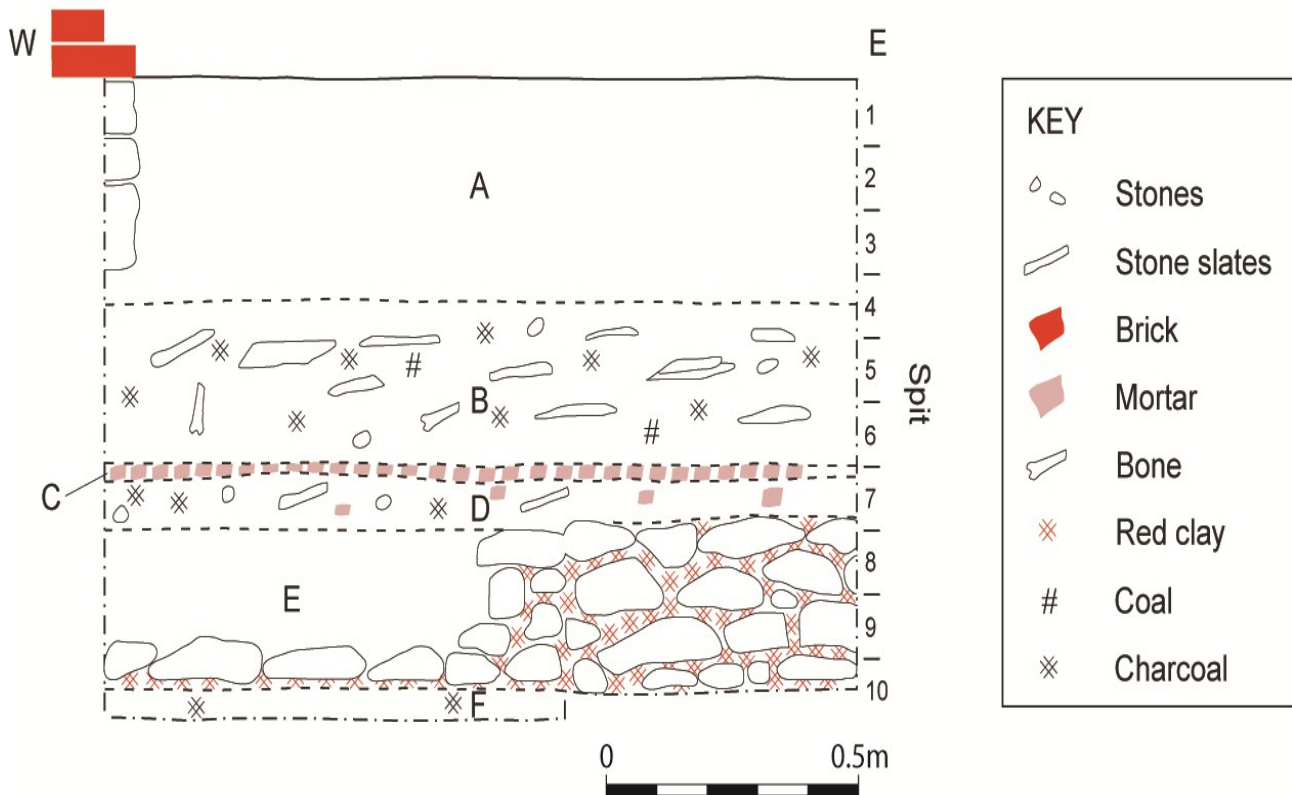 W
E
1
2
3
4
5
6
7
8
9
10
Spit
A
B
C
D
E
F
0 0.5m
KEY
Stones
Stone slates
Brick
Mortar
Bone
Red clay
# Coal
Charcoal